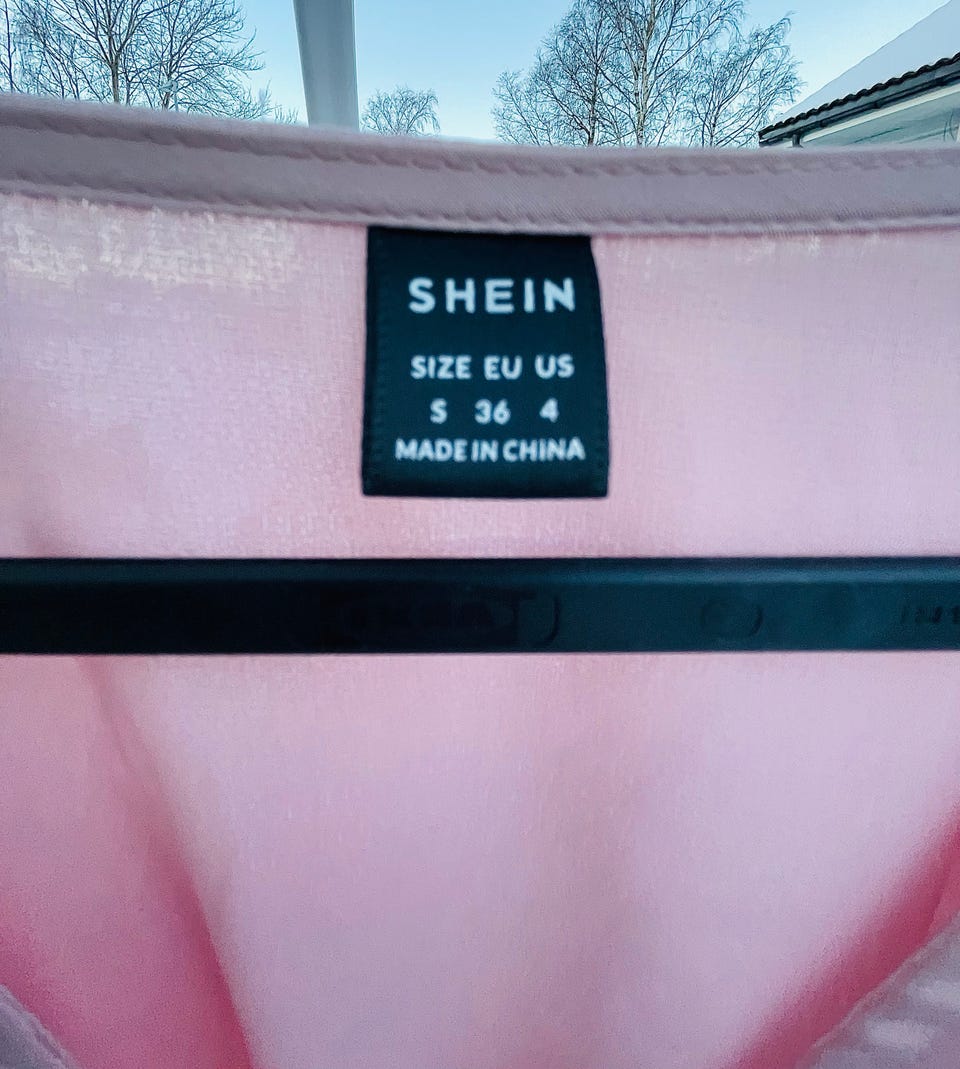 SHEIN
SIZE EU US
S 36 4
MADE IN CHINA